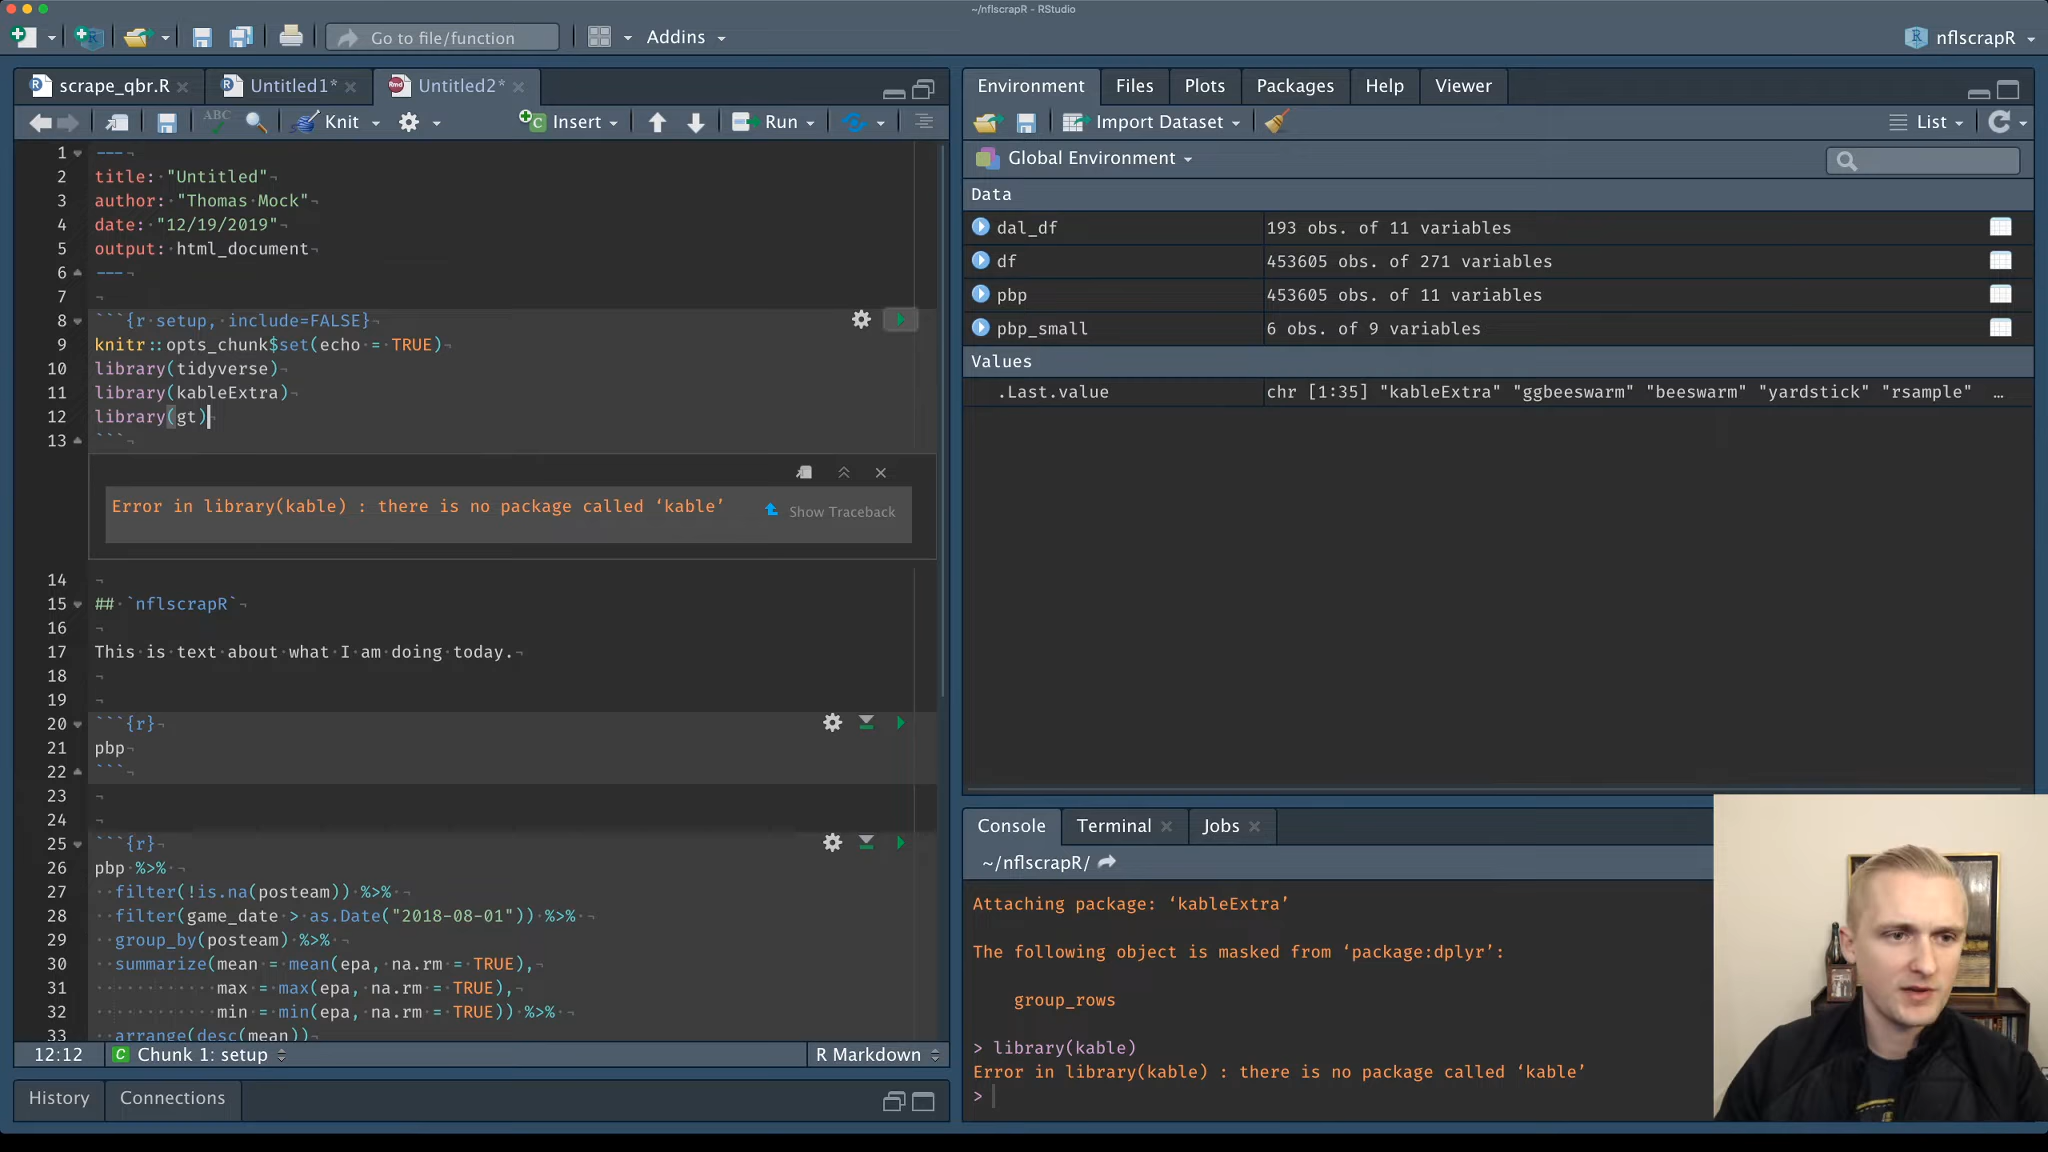 ~/nflscrapR - RStudio
Go to file/function
Addins
nflscrapR
scrape_qbr.R
Untitled1*
Untitled2*
Environment
Files
Plots
Packages
Help
Viewer
ABC
Knit
Insert
Run
Import Dataset
List
Global Environment
Data
dal_df 193 obs. of 11 variables
df 453605 obs. of 271 variables
pbp 453605 obs. of 11 variables
pbp_small 6 obs. of 9 variables
Values
.Last.value chr [1:35] "kableExtra" "ggbeeswarm" "beeswarm" "yardstick" "rsample" …
1 ---
2 title: "Untitled"
3 author: "Thomas Mock"
4 date: "12/19/2019"
5 output: html_document
6 ---
7
8 ```{r setup, include=FALSE}
9 knitr::opts_chunk$set(echo = TRUE)
10 library(tidyverse)
11 library(kableExtra)
12 library(gt)
13 ```
Error in library(kable) : there is no package called ‘kable’
Show Traceback
14
15 ## `nflscrapR`
16
17 This is text about what I am doing today.
18
19
20 ```{r}
21 pbp
22 ```
23
24
25 ```{r}
26 pbp %>%
27 filter(!is.na(posteam)) %>%
28 filter(game_date > as.Date("2018-08-01")) %>%
29 group_by(posteam) %>%
30 summarize(mean = mean(epa, na.rm = TRUE),
31 max = max(epa, na.rm = TRUE),
32 min = min(epa, na.rm = TRUE)) %>%
33 arrange(desc(mean))
12:12
Chunk 1: setup
R Markdown
History
Connections
Console
Terminal
Jobs
~/nflscrapR/
Attaching package: ‘kableExtra’
The following object is masked from ‘package:dplyr’:
group_rows
> library(kable)
Error in library(kable) : there is no package called ‘kable’
>